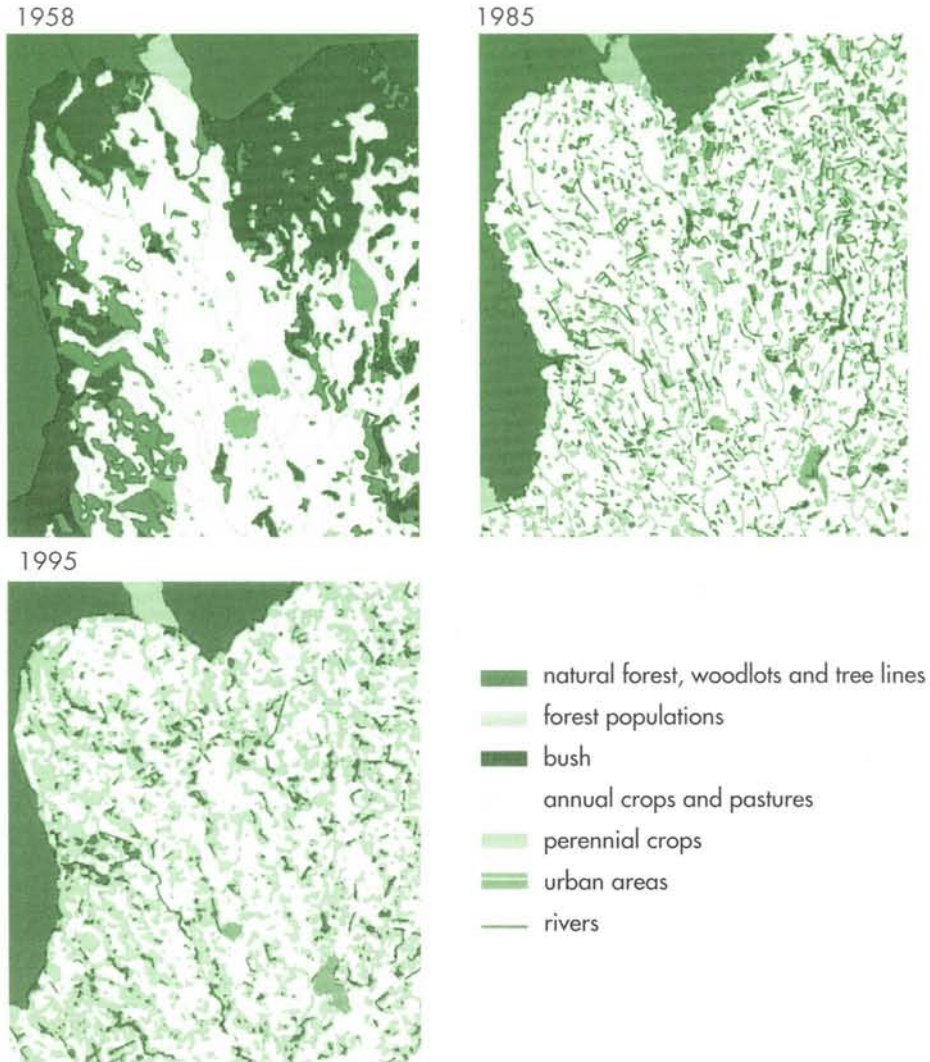 1958
1985
1995
natural forest, woodlots and tree lines
forest populations
bush
annual crops and pastures
perennial crops
urban areas
rivers